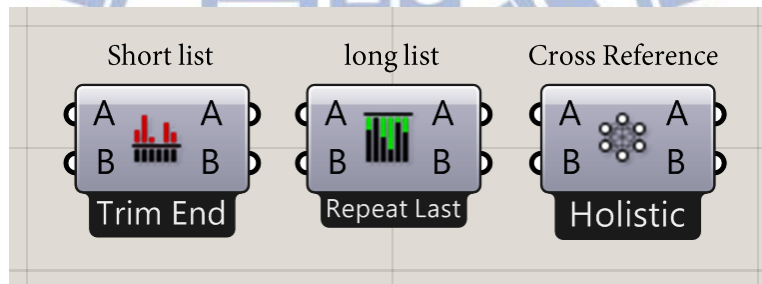 Short list
long list
Cross Reference
A A
B B
Trim End
A A
B B
Repeat Last
A A
B B
Holistic